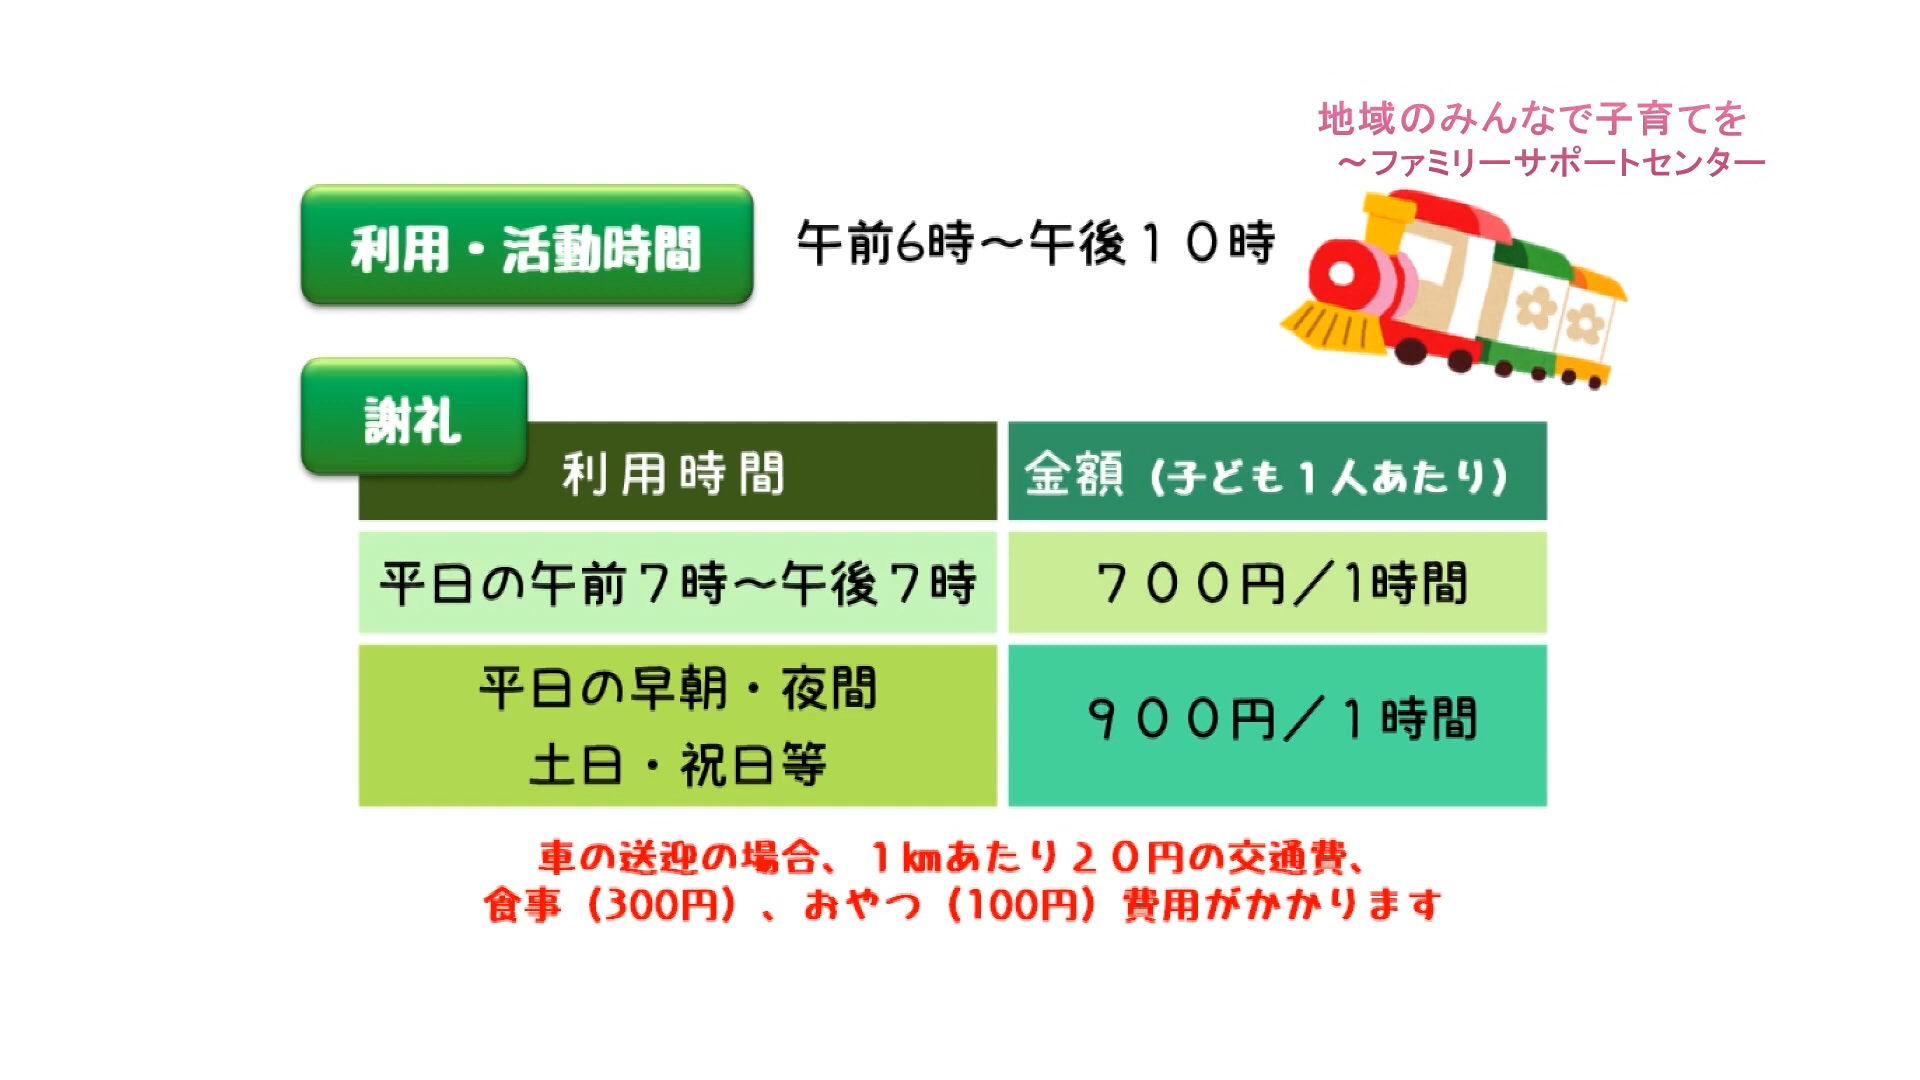 地域のみんなで子育てを
～ファミリーサポートセンター
利用・活動時間
午前6時～午後１０時
謝礼
利用時間
金額（子ども１人あたり）
平日の午前７時～午後７時
７００円／1時間
平日の早朝・夜間
土日・祝日等
９００円／１時間
車の送迎の場合、１㎞あたり２０円の交通費、
食事（300円）、おやつ（100円）費用がかかります